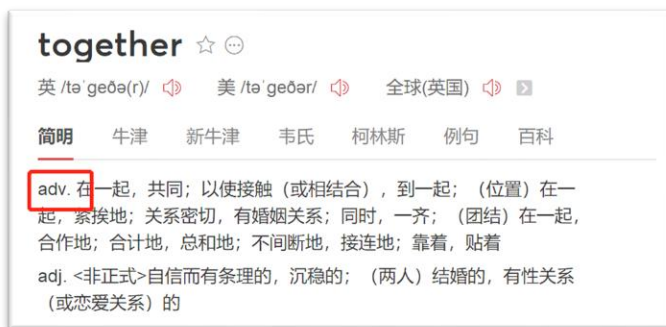 together
英 /təˈɡeðə(r)/ 美 /təˈɡeðər/ 全球(英国)
简明 牛津 新牛津 韦氏 柯林斯 例句 百科
adv. 在一起，共同；以使接触（或相结合），到一起；（位置）在一
起，紧挨地；关系密切，有婚姻关系；同时，一齐；（团结）在一起，
合作地；合计地，总和地；不间断地，接连地；靠着，贴着
adj. <非正式>自信而有条理的，沉稳的；（两人）结婚的，有性关系
（或恋爱关系）的